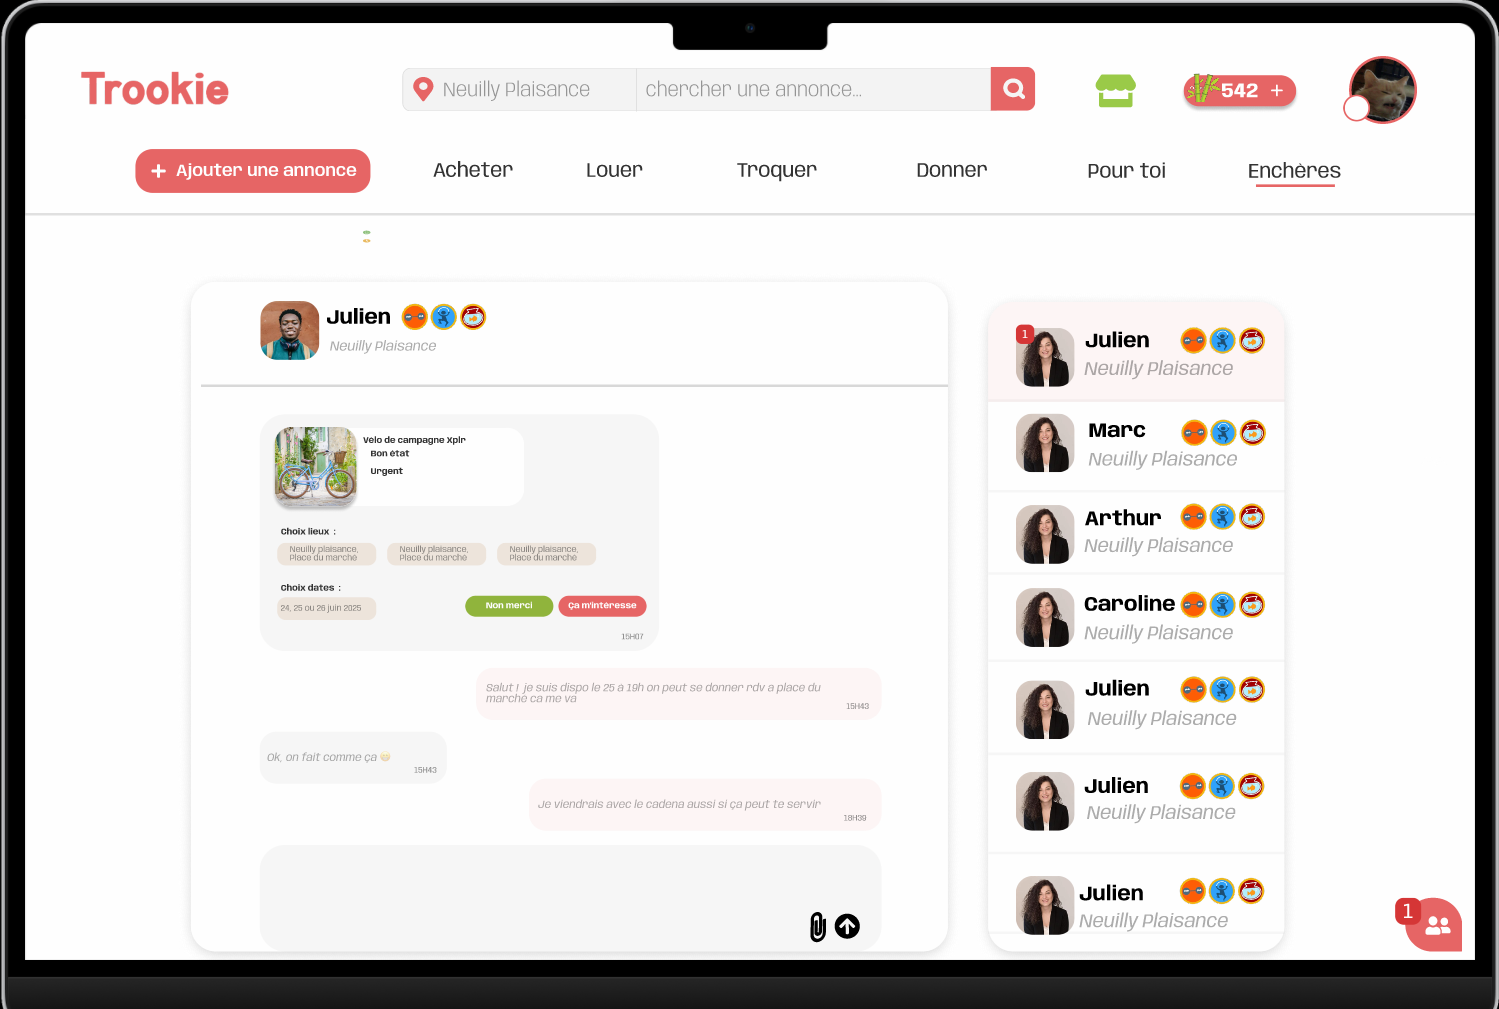 Trookie
Neuilly Plaisance
chercher une annonce...
542 +
+ Ajouter une annonce
Acheter
Louer
Troquer
Donner
Pour toi
Enchères
Julien
Neuilly Plaisance
Vélo de campagne Xplr
Bon état
Urgent
Choix lieux :
Neuilly plaisance,
Place du marché
Neuilly plaisance,
Place du marché
Neuilly plaisance,
Place du marché
Choix dates :
24, 25 ou 26 juin 2025
Non merci
Ça m'intéresse
15H07
Salut ! je suis dispo le 25 à 19h on peut se donner rdv a place du
marché ca me va
15H43
Ok, on fait comme ça 😀
15H43
Je viendrais avec le cadena aussi si ça peut te servir
18H39
1
Julien
Neuilly Plaisance
Marc
Neuilly Plaisance
Arthur
Neuilly Plaisance
Caroline
Neuilly Plaisance
Julien
Neuilly Plaisance
Julien
Neuilly Plaisance
Julien
Neuilly Plaisance
1